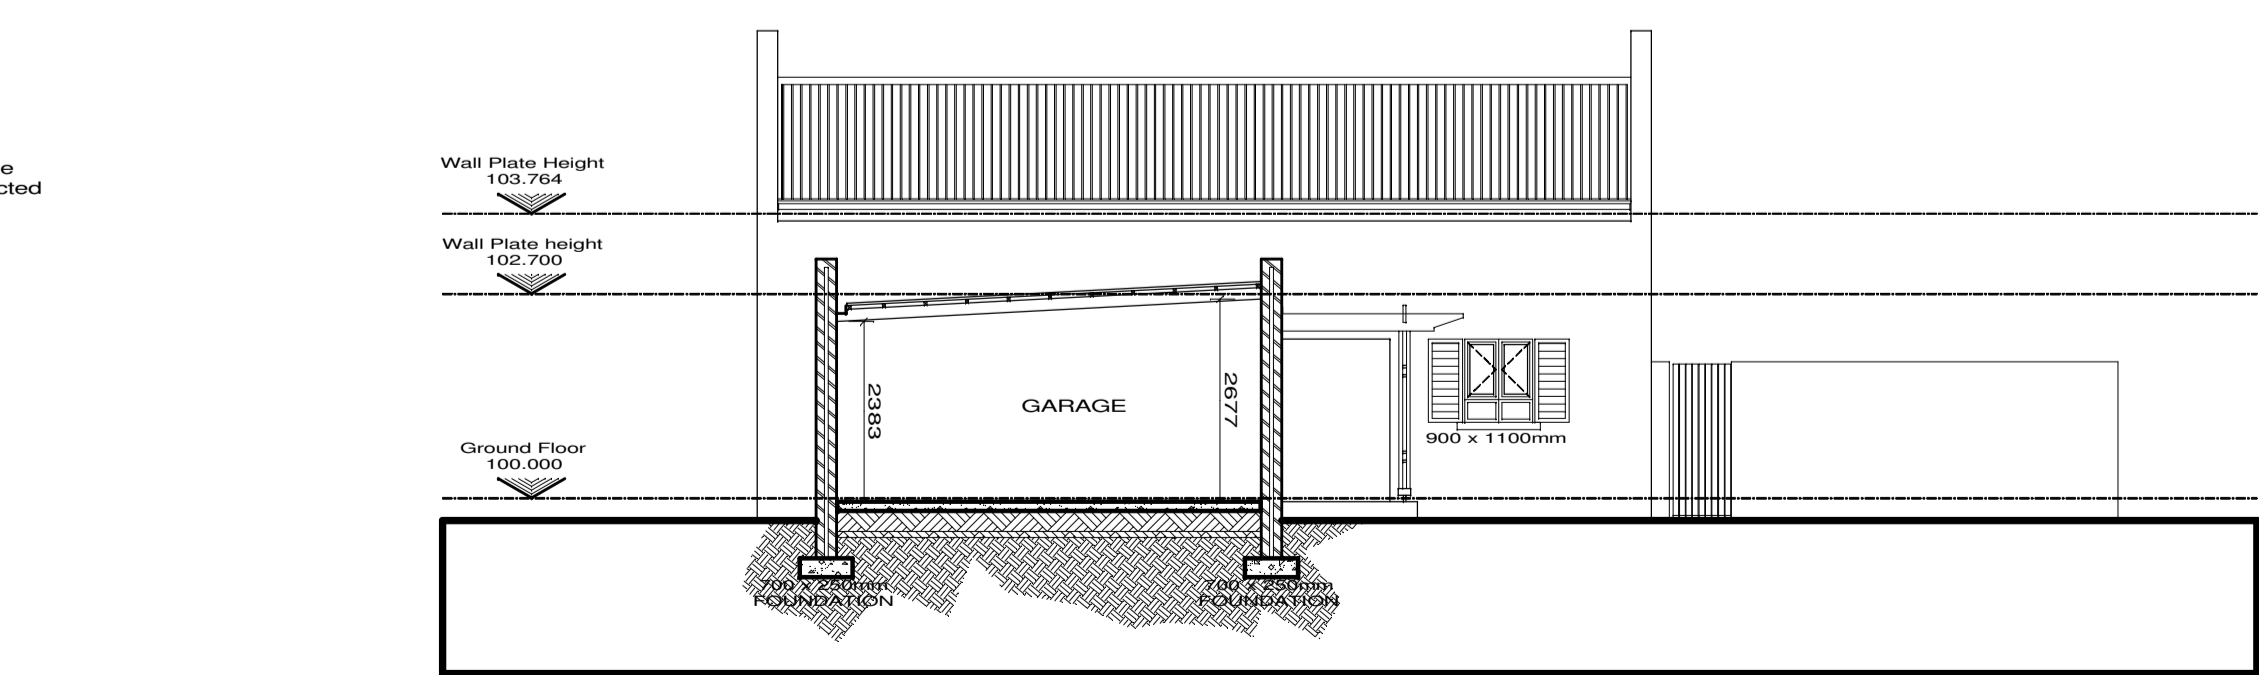 e
cted
Wall Plate Height
103.764
Wall Plate height
102.700
2383
GARAGE
2677
900 x 1100mm
Ground Floor
100.000
700 x 250mm
FOUNDATION
700 x 250mm
FOUNDATION